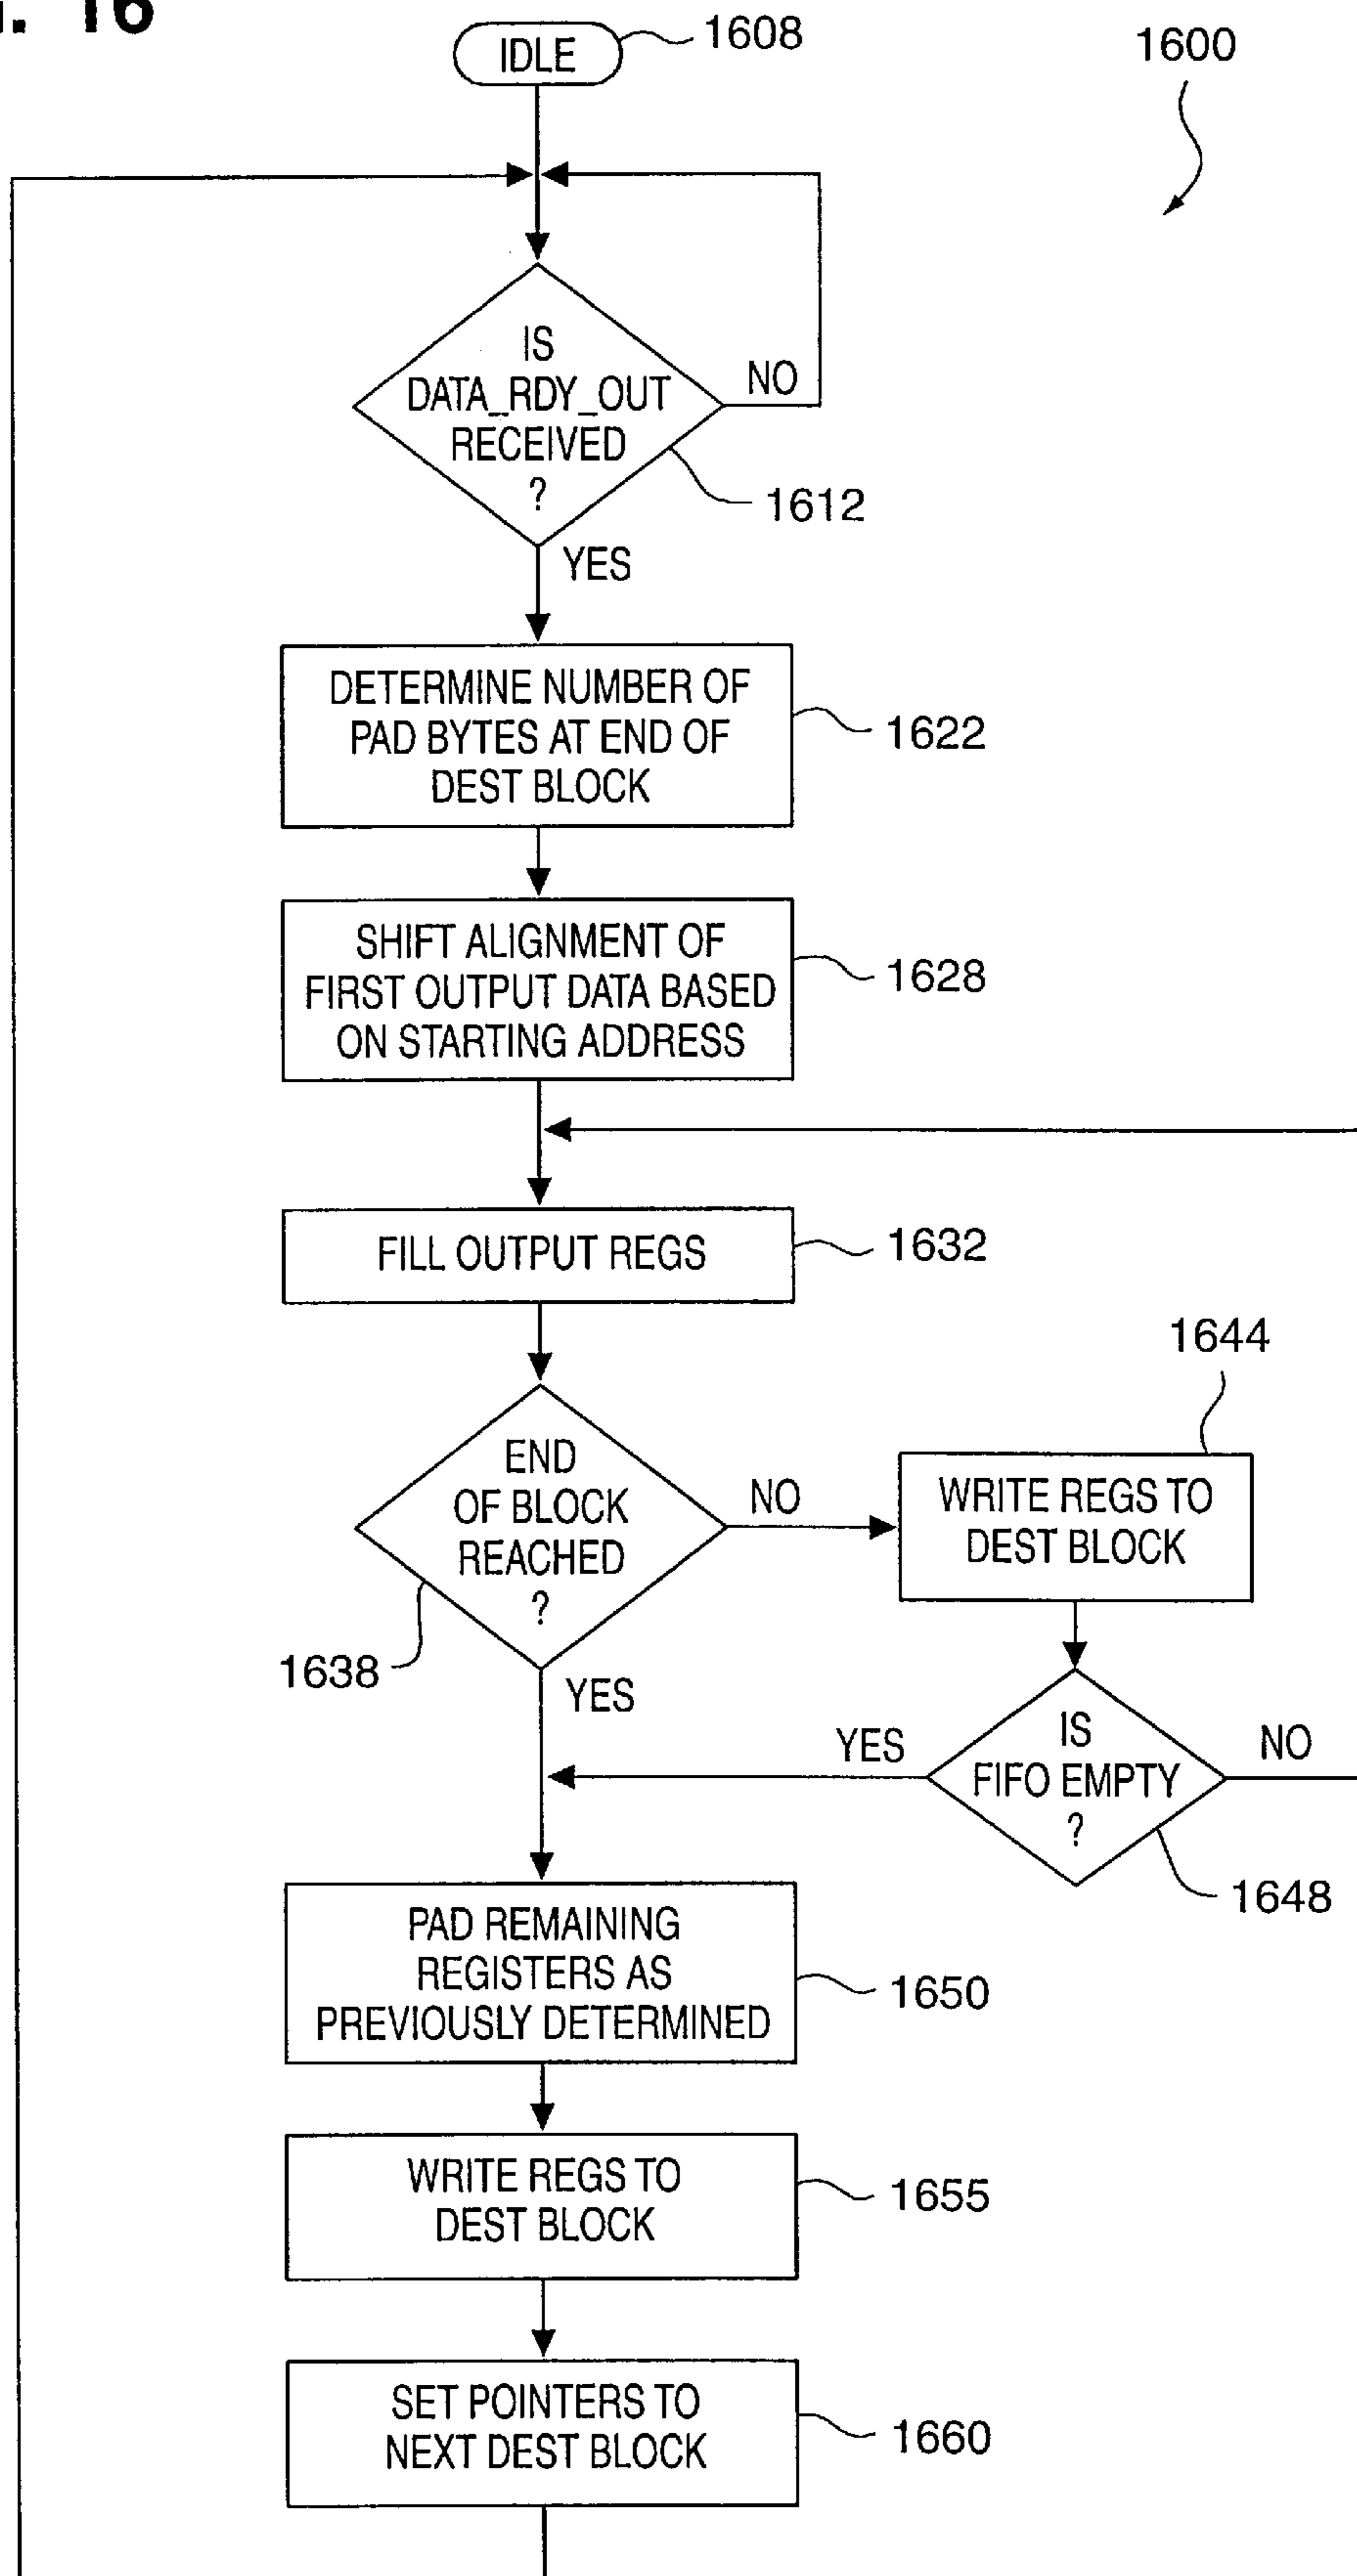 16
IDLE
1608
1600
IS
DATA_RDY_OUT
RECEIVED
?
NO
1612
YES
DETERMINE NUMBER OF
PAD BYTES AT END OF
DEST BLOCK
1622
SHIFT ALIGNMENT OF
FIRST OUTPUT DATA BASED
ON STARTING ADDRESS
1628
FILL OUTPUT REGS
1632
END
OF BLOCK
REACHED
?
1638
NO
YES
1644
WRITE REGS TO
DEST BLOCK
IS
FIFO EMPTY
?
YES
NO
1648
PAD REMAINING
REGISTERS AS
PREVIOUSLY DETERMINED
1650
WRITE REGS TO
DEST BLOCK
1655
SET POINTERS TO
NEXT DEST BLOCK
1660